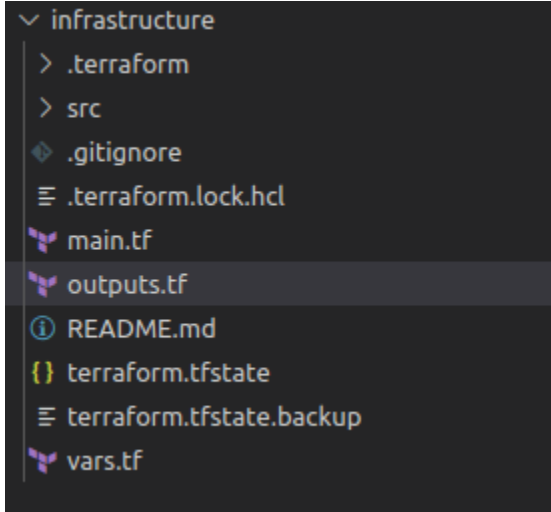 infrastructure
.terraform
src
.gitignore
.terraform.lock.hcl
main.tf
outputs.tf
README.md
terraform.tfstate
terraform.tfstate.backup
vars.tf